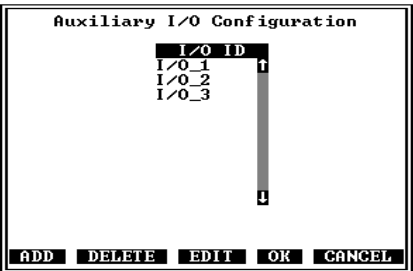 Auxiliary I/O Configuration
I/O ID
I/O_1
I/O_2
I/O_3
ADD DELETE EDIT OK CANCEL